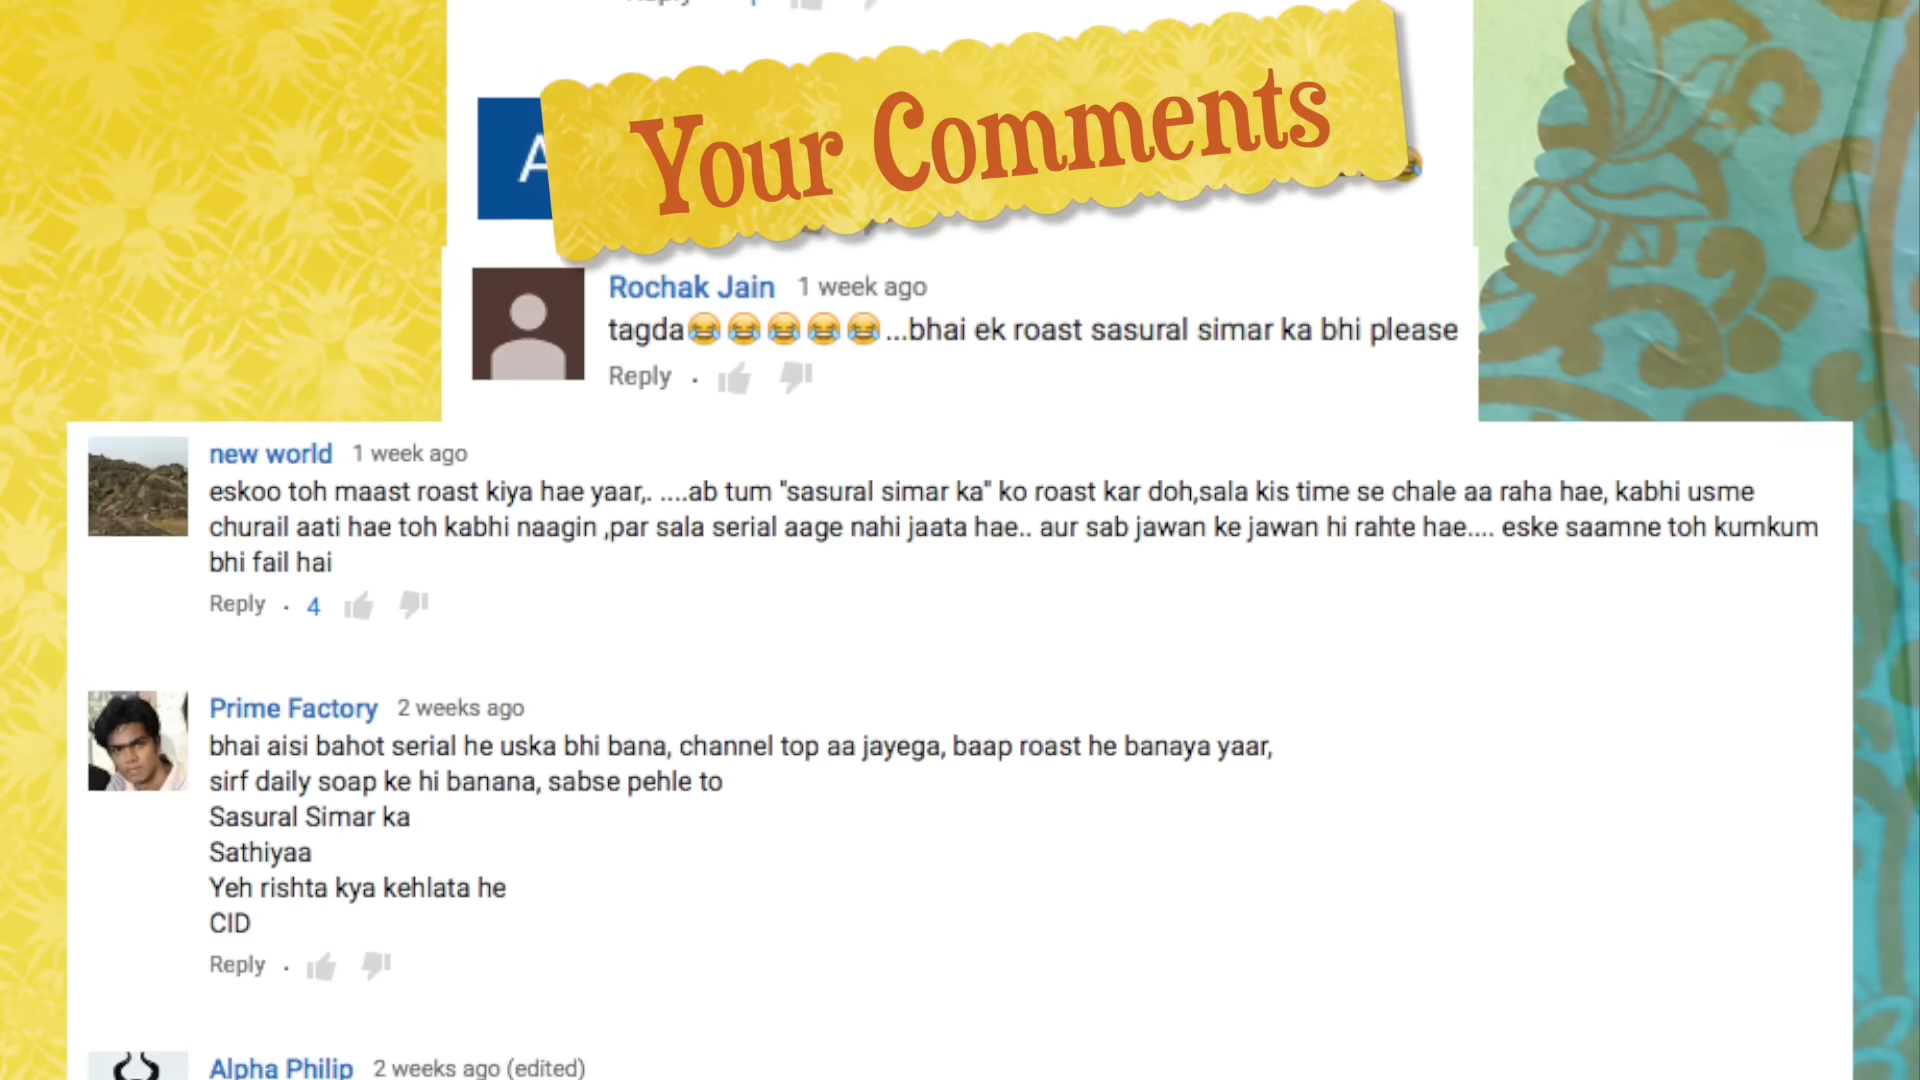 Reply
Your Comments
A
Rochak Jain 1 week ago
tagda😂😂😂😂😂...bhai ek roast sasural simar ka bhi please
Reply .
new world 1 week ago
eskoo toh maast roast kiya hae yaar,. ....ab tum "sasural simar ka" ko roast kar doh,sala kis time se chale aa raha hae, kabhi usme
churail aati hae toh kabhi naagin ,par sala serial aage nahi jaata hae.. aur sab jawan ke jawan hi rahte hae.... eske saamne toh kumkum
bhi fail hai
Reply . 4
Prime Factory 2 weeks ago
bhai aisi bahot serial he uska bhi bana, channel top aa jayega, baap roast he banaya yaar,
sirf daily soap ke hi banana, sabse pehle to
Sasural Simar ka
Sathiyaa
Yeh rishta kya kehlata he
CID
Reply .
Alpha Philip 2 weeks ago (edited)